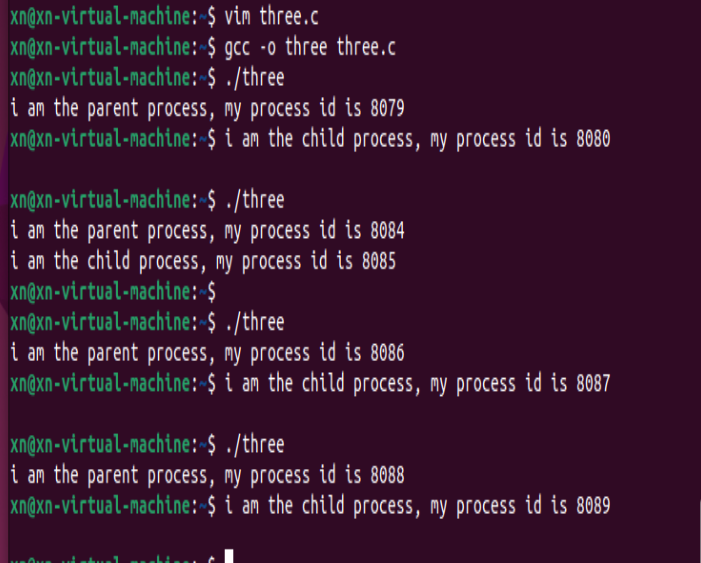 xn@xn-virtual-machine:~$ vim three.c
xn@xn-virtual-machine:~$ gcc -o three three.c
xn@xn-virtual-machine:~$ ./three
i am the parent process, my process id is 8079
xn@xn-virtual-machine:~$ i am the child process, my process id is 8080
xn@xn-virtual-machine:~$ ./three
i am the parent process, my process id is 8084
i am the child process, my process id is 8085
xn@xn-virtual-machine:~$
xn@xn-virtual-machine:~$ ./three
i am the parent process, my process id is 8086
xn@xn-virtual-machine:~$ i am the child process, my process id is 8087
xn@xn-virtual-machine:~$ ./three
i am the parent process, my process id is 8088
xn@xn-virtual-machine:~$ i am the child process, my process id is 8089
xn@xn-virtual-machine:~$